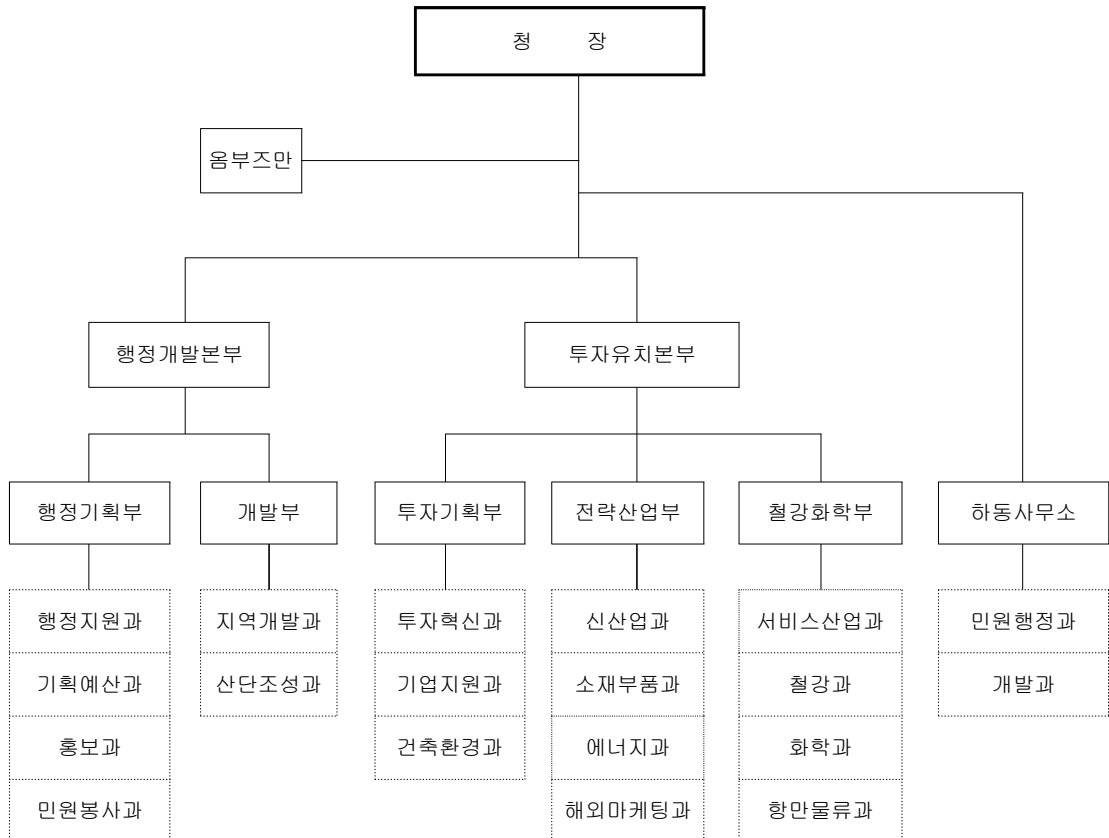 청 장
옴부즈만
행정개발본부 투자유치본부
행정기획부 개발부 투자기획부 전략산업부 철강화학부 하동사무소
행정지원과 지역개발과 투자혁신과 신산업과 서비스산업과 민원행정과
기획예산과 산단조성과 기업지원과 소재부품과 철강과 개발과
홍보과 건축환경과 에너지과 화학과
민원봉사과 해외마케팅과 항만물류과